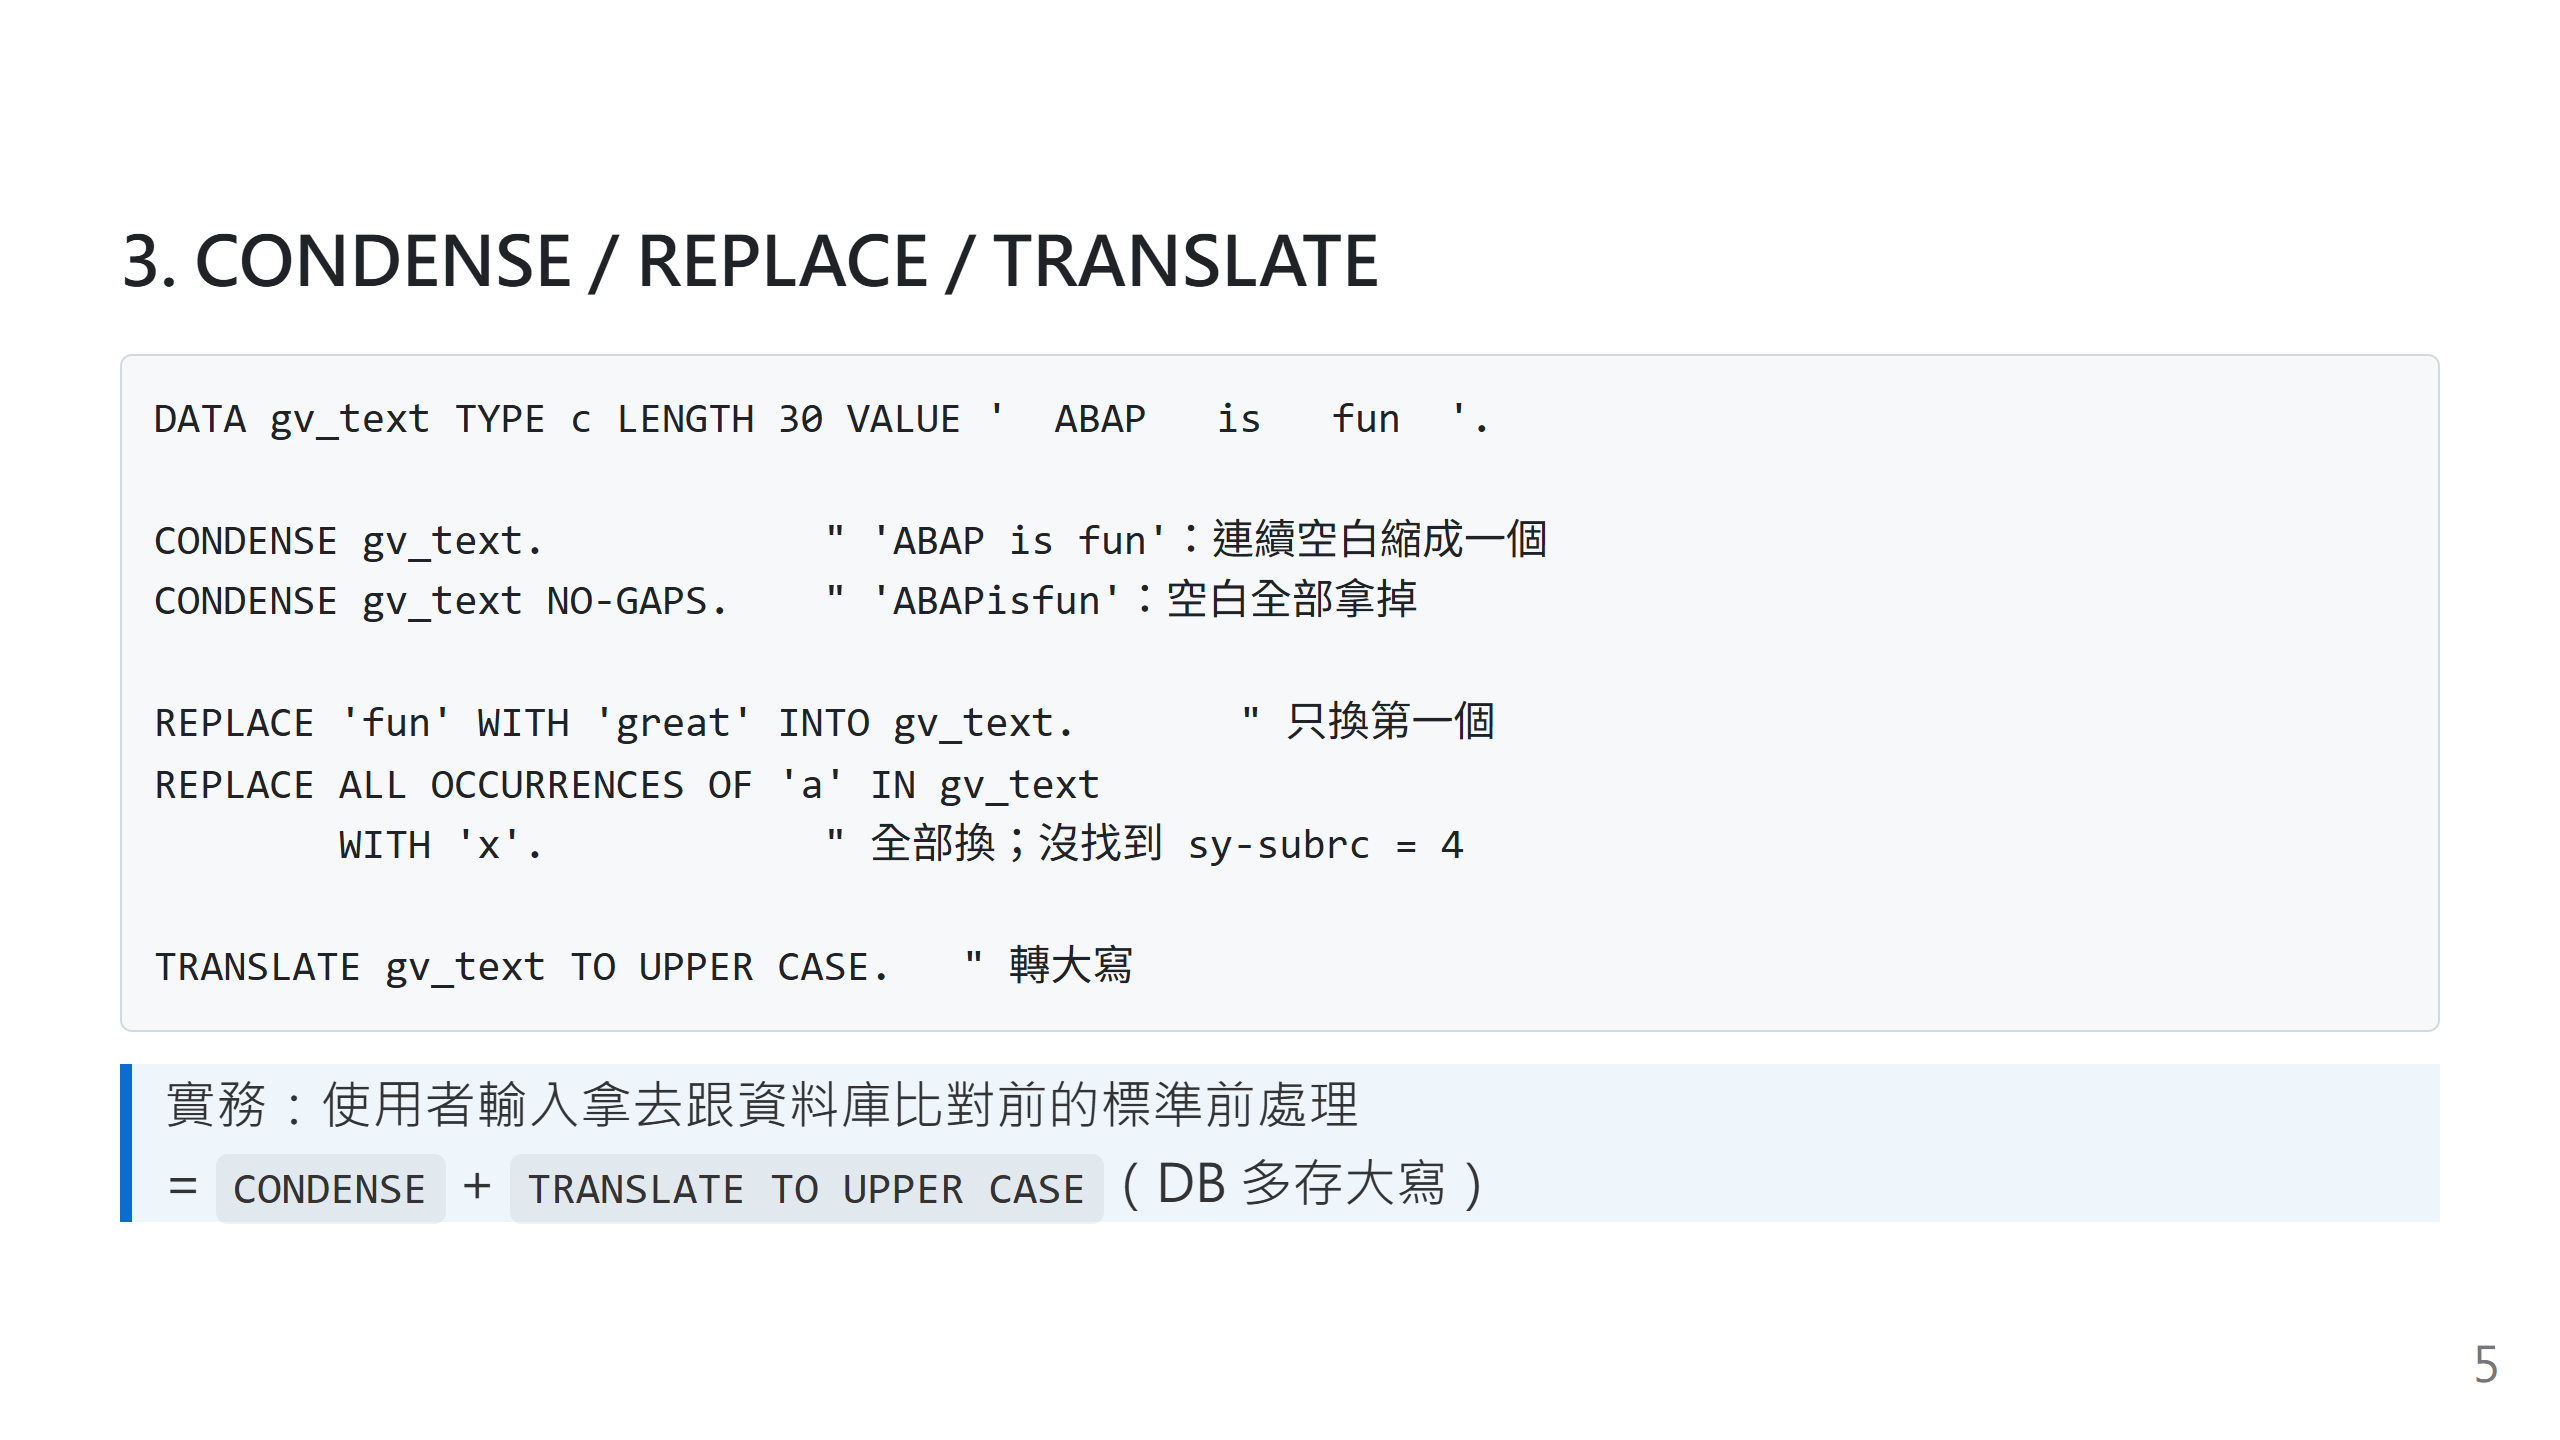 3. CONDENSE / REPLACE / TRANSLATE
DATA gv_text TYPE c LENGTH 30 VALUE '  ABAP   is   fun  '.
CONDENSE gv_text.            " 'ABAP is fun'：連續空白縮成一個
CONDENSE gv_text NO-GAPS.    " 'ABAPisfun'：空白全部拿掉
REPLACE 'fun' WITH 'great' INTO gv_text.       " 只換第一個
REPLACE ALL OCCURRENCES OF 'a' IN gv_text
        WITH 'x'.            " 全部換；沒找到 sy-subrc = 4
TRANSLATE gv_text TO UPPER CASE.   " 轉大寫
實務：使用者輸入拿去跟資料庫比對前的標準前處理
= CONDENSE + TRANSLATE TO UPPER CASE（DB 多存大寫）
5